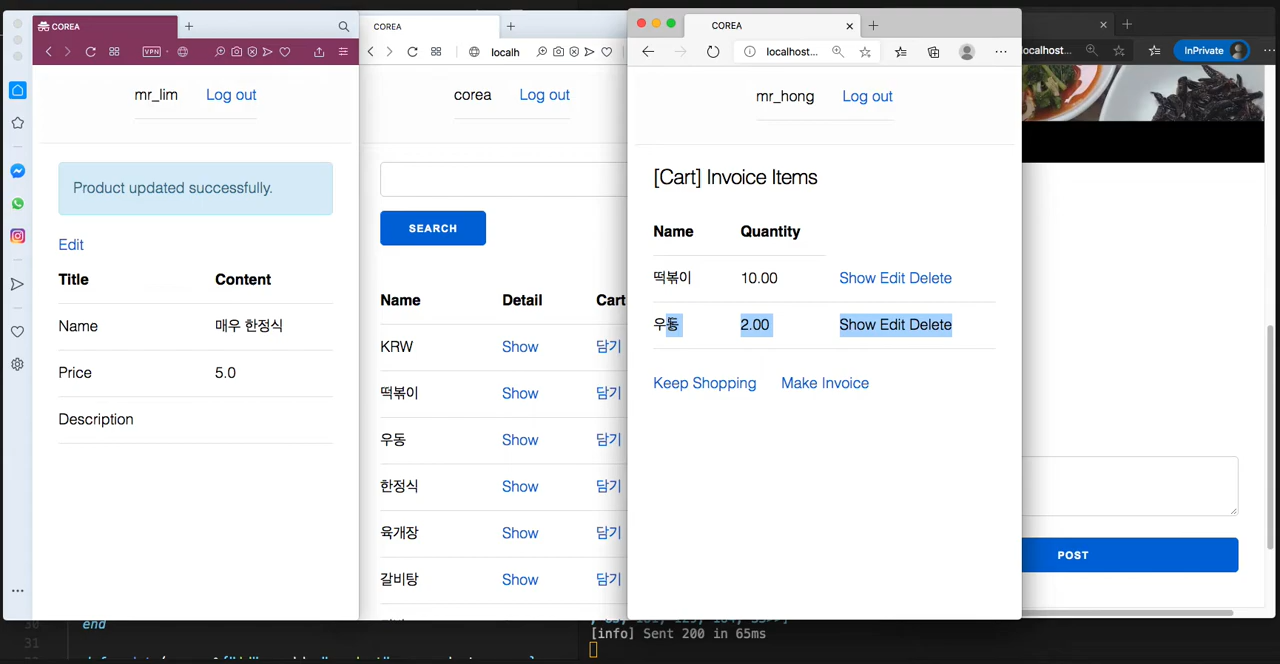 COREA
VPN
mr_lim Log out
Product updated successfully.
Edit
Title Content
Name 매우 한정식
Price 5.0
Description
COREA
localh
corea Log out
SEARCH
Name Detail Cart
KRW Show 담기
떡볶이 Show 담기
우동 Show 담기
한정식 Show 담기
육개장 Show 담기
갈비탕 Show 담기
COREA
localhost...
mr_hong Log out
[Cart] Invoice Items
Name Quantity
떡볶이 10.00 Show Edit Delete
우동 2.00 Show Edit Delete
Keep Shopping Make Invoice
ocalhost...
InPrivate
POST
30 end
31
[info] Sent 200 in 65ms